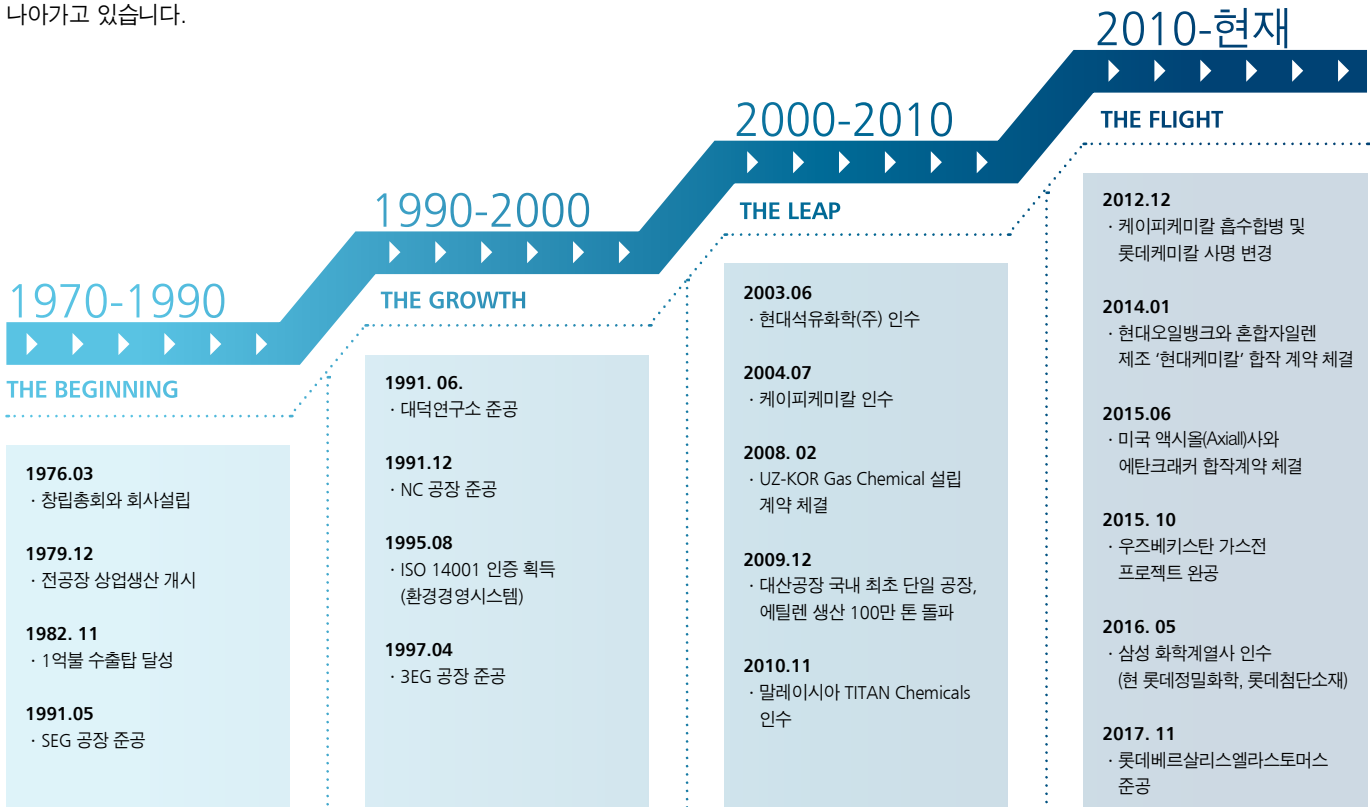 나아가고 있습니다.
1970-1990
THE BEGINNING
1976.03
· 창립총회와 회사설립
1979.12
· 전공장 상업생산 개시
1982. 11
· 1억불 수출탑 달성
1991.05
· SEG 공장 준공
1990-2000
THE GROWTH
1991. 06.
· 대덕연구소 준공
1991.12
· NC 공장 준공
1995.08
· ISO 14001 인증 획득
(환경경영시스템)
1997.04
· 3EG 공장 준공
2000-2010
THE LEAP
2003.06
· 현대석유화학(주) 인수
2004.07
· 케이피케미칼 인수
2008. 02
· UZ-KOR Gas Chemical 설립
계약 체결
2009.12
· 대산공장 국내 최초 단일 공장,
에틸렌 생산 100만 톤 돌파
2010.11
· 말레이시아 TITAN Chemicals
인수
2010-현재
THE FLIGHT
2012.12
· 케이피케미칼 흡수합병 및
롯데케미칼 사명 변경
2014.01
· 현대오일뱅크와 혼합자일렌
제조 ‘현대케미칼’ 합작 계약 체결
2015.06
· 미국 액시올(Axiall)사와
에탄크래커 합작계약 체결
2015. 10
· 우즈베키스탄 가스전
프로젝트 완공
2016. 05
· 삼성 화학계열사 인수
(현 롯데정밀화학, 롯데첨단소재)
2017. 11
· 롯데베르살리스엘라스토머스
준공